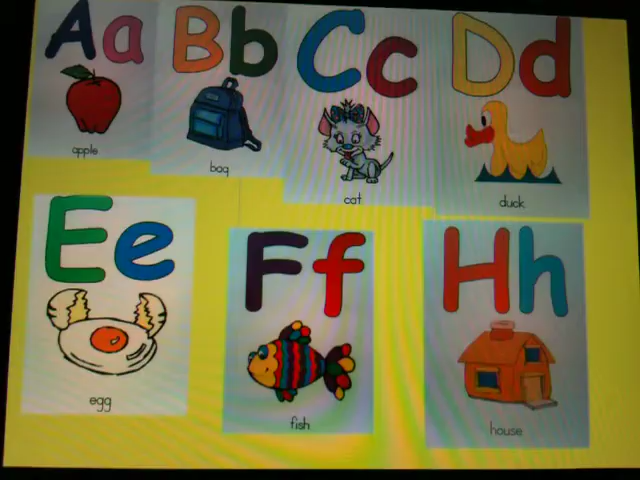 Aa
apple
Bb
bag
Cc
cat
Dd
duck
Ee
egg
Ff
fish
Hh
house